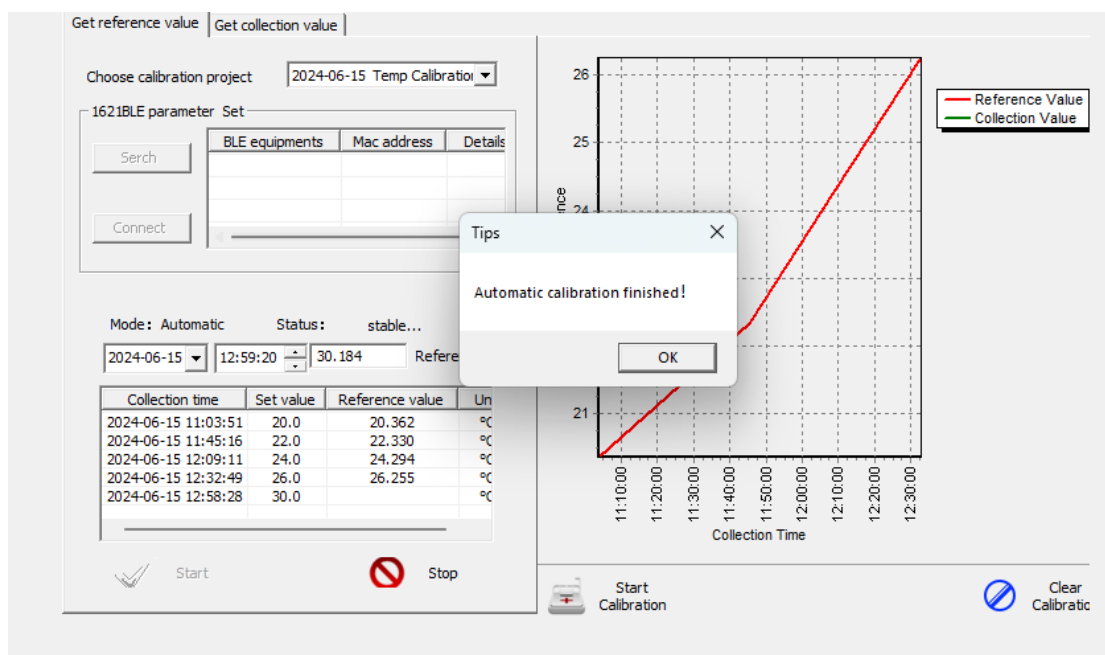 Get reference value Get collection value
Choose calibration project 2024-06-15 Temp Calibratio
1621BLE parameter Set
BLE equipments Mac address Details
Serch
Connect
Mode: Automatic Status: stable...
2024-06-15 12:59:20 30.184 Refere
Collection time Set value Reference value Un
2024-06-15 11:03:51 20.0 20.362 °C
2024-06-15 11:45:16 22.0 22.330 °C
2024-06-15 12:09:11 24.0 24.294 °C
2024-06-15 12:32:49 26.0 26.255 °C
2024-06-15 12:58:28 30.0 °C
Start Stop
Tips
Automatic calibration finished!
OK
26
25
24
21
ence
11:10:00 11:20:00 11:30:00 11:40:00 11:50:00 12:00:00 12:10:00 12:20:00 12:30:00
Collection Time
Reference Value
Collection Value
Start
Calibration
Clear
Calibratic